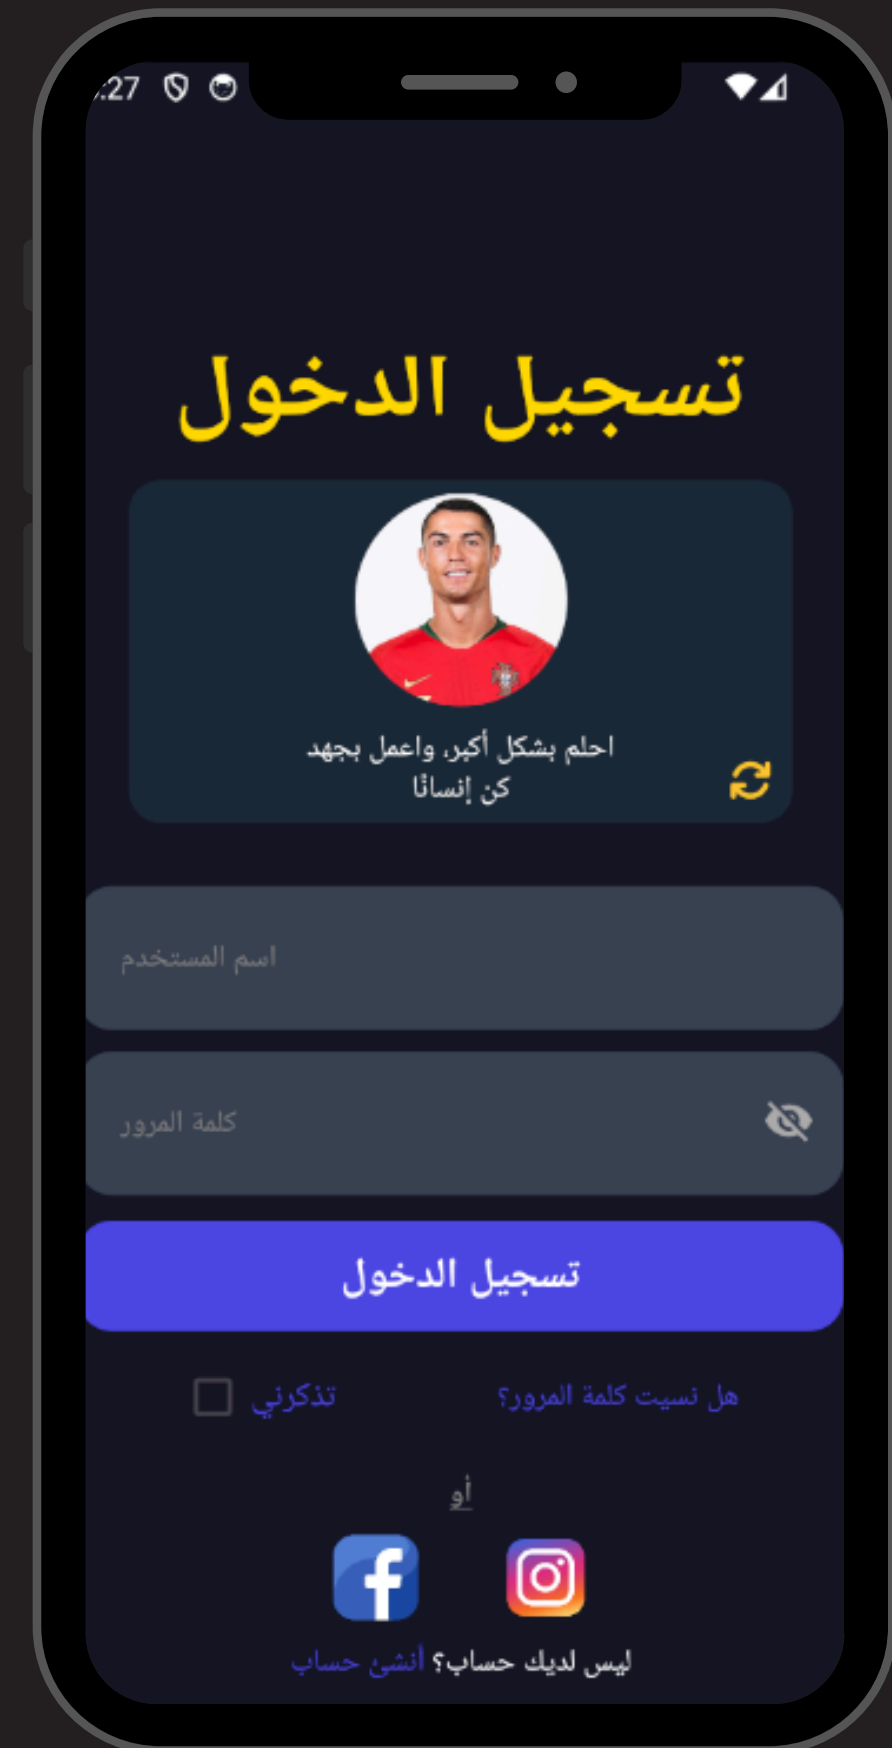 :27
تسجيل الدخول
احلم بشكل أكبر، واعمل بجهد
كن إنسانًا
اسم المستخدم
كلمة المرور
تسجيل الدخول
هل نسيت كلمة المرور؟ تذكرني
أو
ليس لديك حساب؟ أنشئ حساب